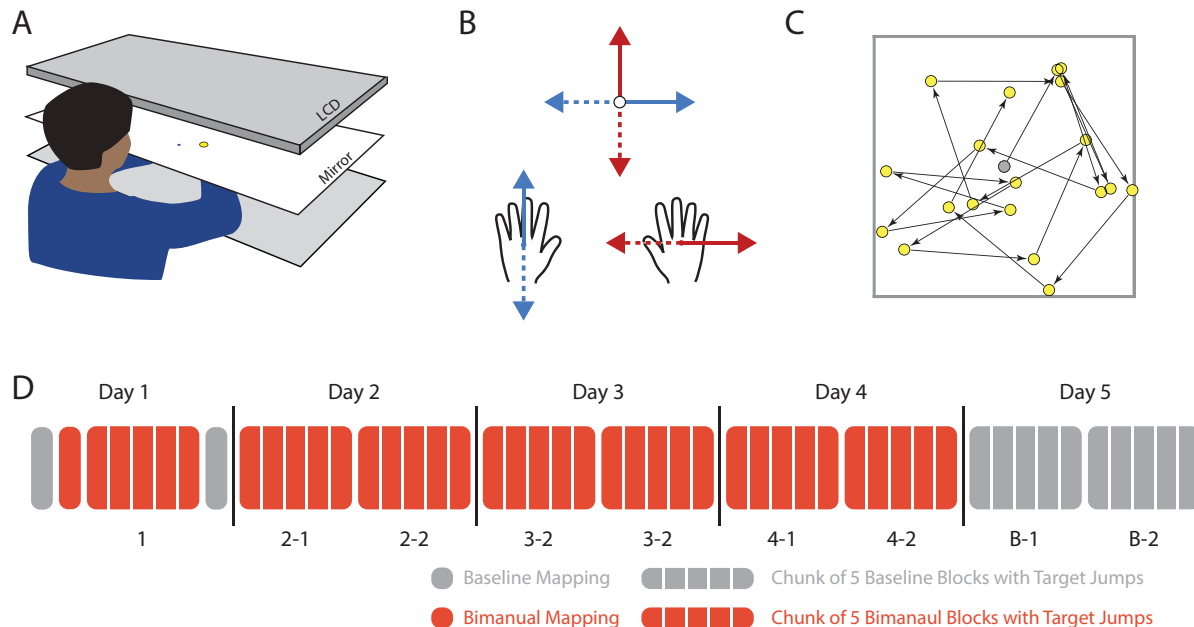 A
B
C
LCD
Mirror
D
Day 1
Day 2
Day 3
Day 4
Day 5
1
2-1
2-2
3-2
3-2
4-1
4-2
B-1
B-2
Baseline Mapping
Chunk of 5 Baseline Blocks with Target Jumps
Bimanual Mapping
Chunk of 5 Bimanaul Blocks with Target Jumps